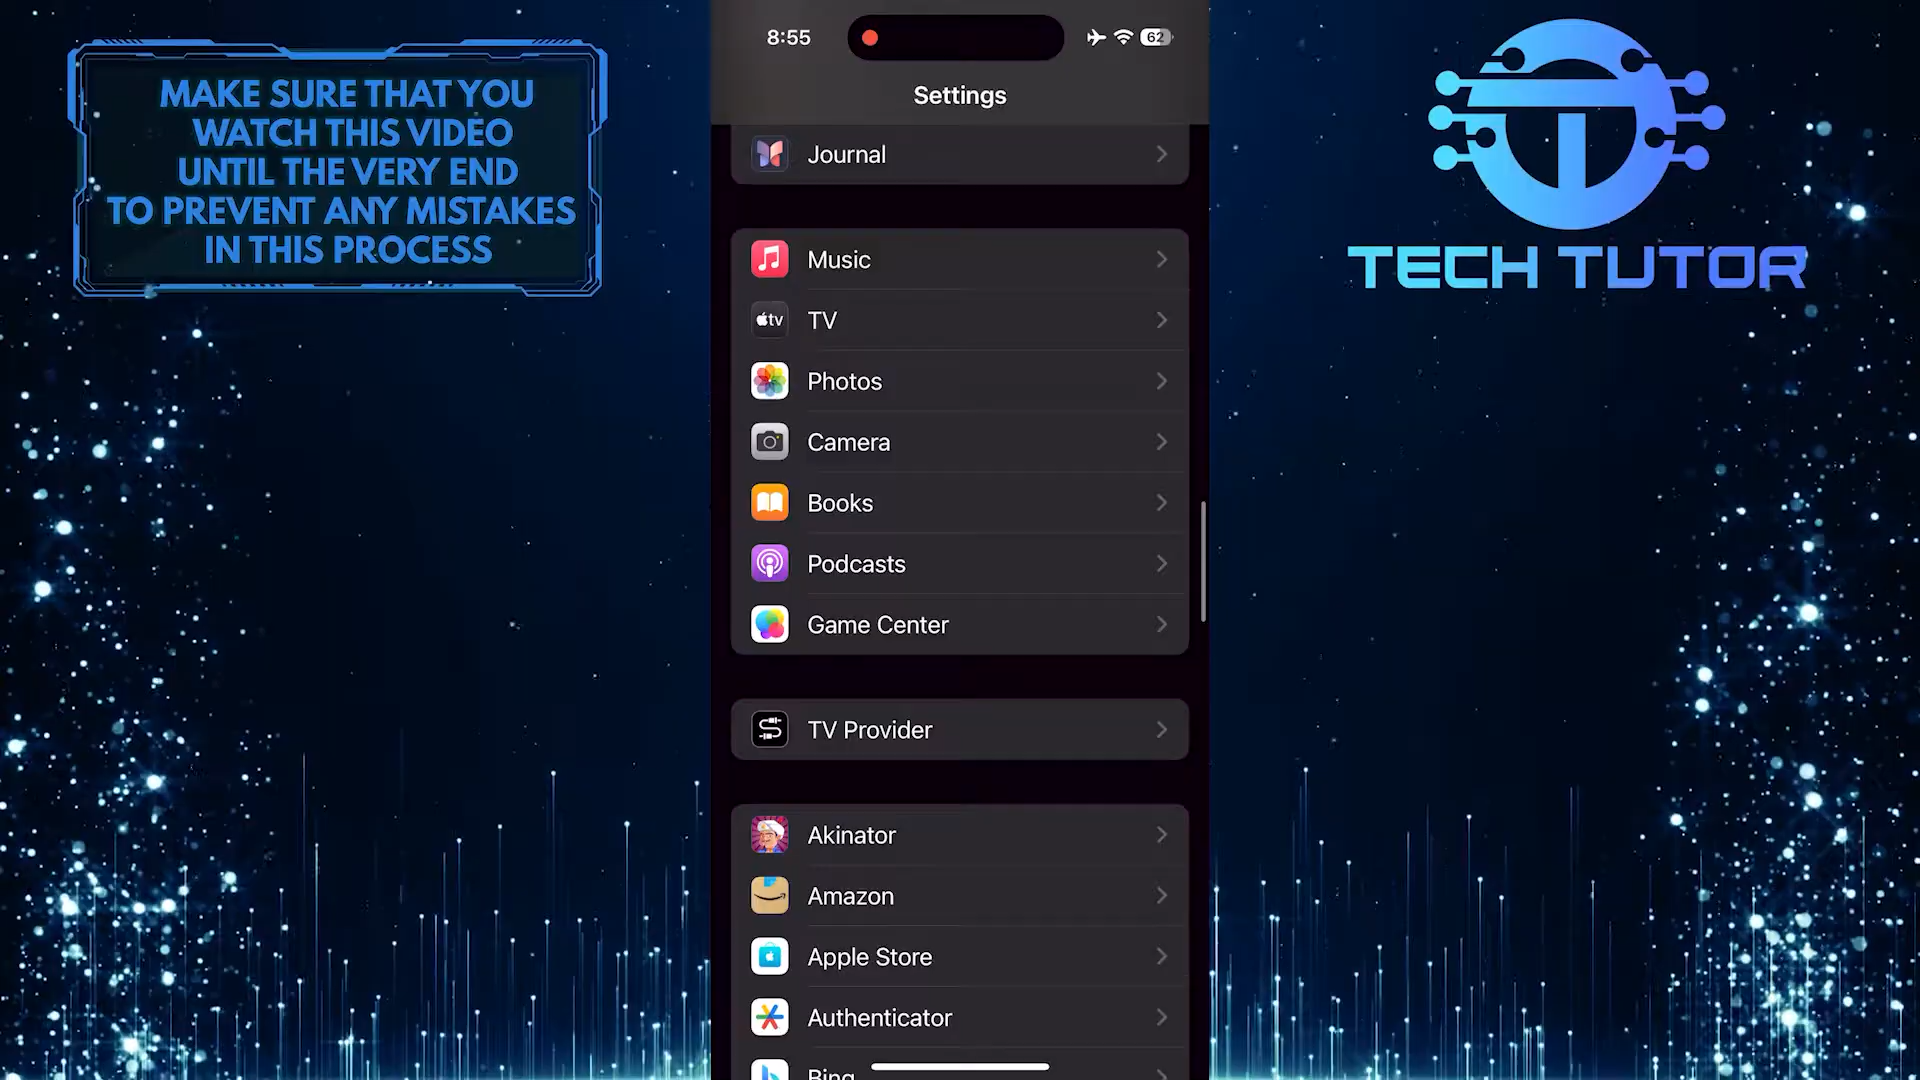 MAKE SURE THAT YOU
WATCH THIS VIDEO
UNTIL THE VERY END
TO PREVENT ANY MISTAKES
IN THIS PROCESS
8:55
62
Settings
Journal
Music
tv
TV
Photos
Camera
Books
Podcasts
Game Center
TV Provider
Akinator
Amazon
Apple Store
Authenticator
Bing
TECH TUTOR